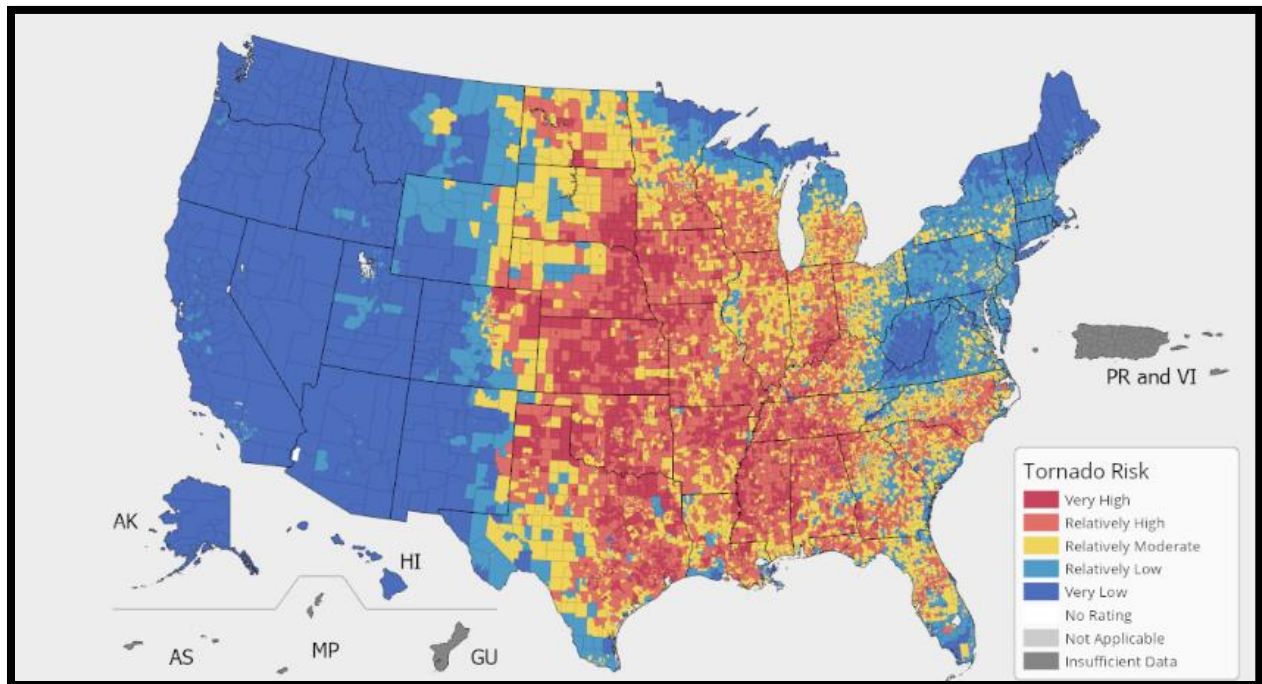 PR and VI
AK
HI
AS
MP
GU
Tornado Risk
Very High
Relatively High
Relatively Moderate
Relatively Low
Very Low
No Rating
Not Applicable
Insufficient Data